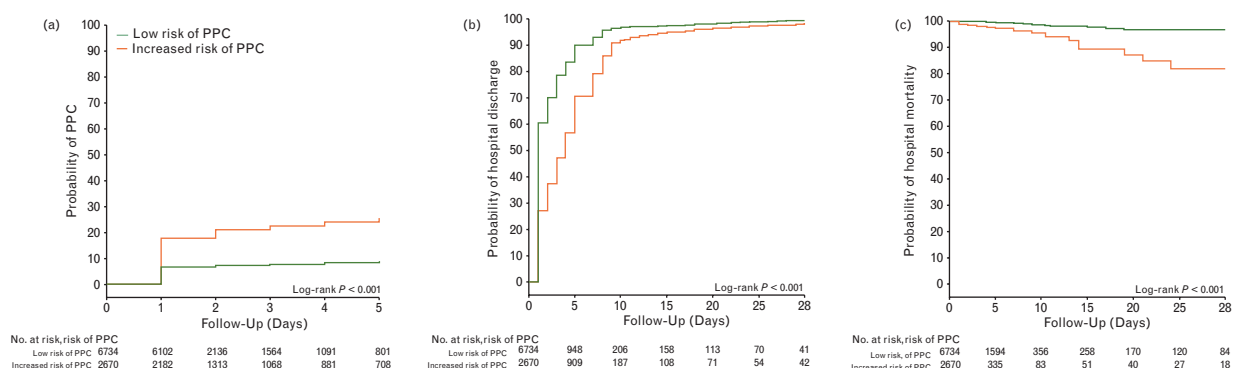 (a)
Low risk of PPC
Increased risk of PPC
Probability of PPC
100
90
80
70
60
50
40
30
20
10
0
Log-rank P < 0.001
0 1 2 3 4 5
Follow-Up (Days)
No. at risk,risk of PPC
Low risk of PPC 6734 6102 2136 1564 1091 801
Increased risk of PPC 2670 2182 1313 1068 881 708
(b)
Probability of hospital discharge
100
90
80
70
60
50
40
30
20
10
0
Log-rank P < 0.001
0 5 10 15 20 25 28
Follow-Up (Days)
No. at risk,risk of PPC
Low risk of PPC 6734 948 206 158 113 70 41
Increased risk of PPC 2670 909 187 108 71 54 42
(c)
Probability of hospital mortality
100
90
80
70
60
50
40
30
20
10
0
Log-rank P < 0.001
0 5 10 15 20 25 28
Follow-Up (Days)
No. at risk,risk of PPC
Low risk, of PPC 6734 1594 356 258 170 120 84
Increased risk of PPC 2670 335 83 51 40 27 18